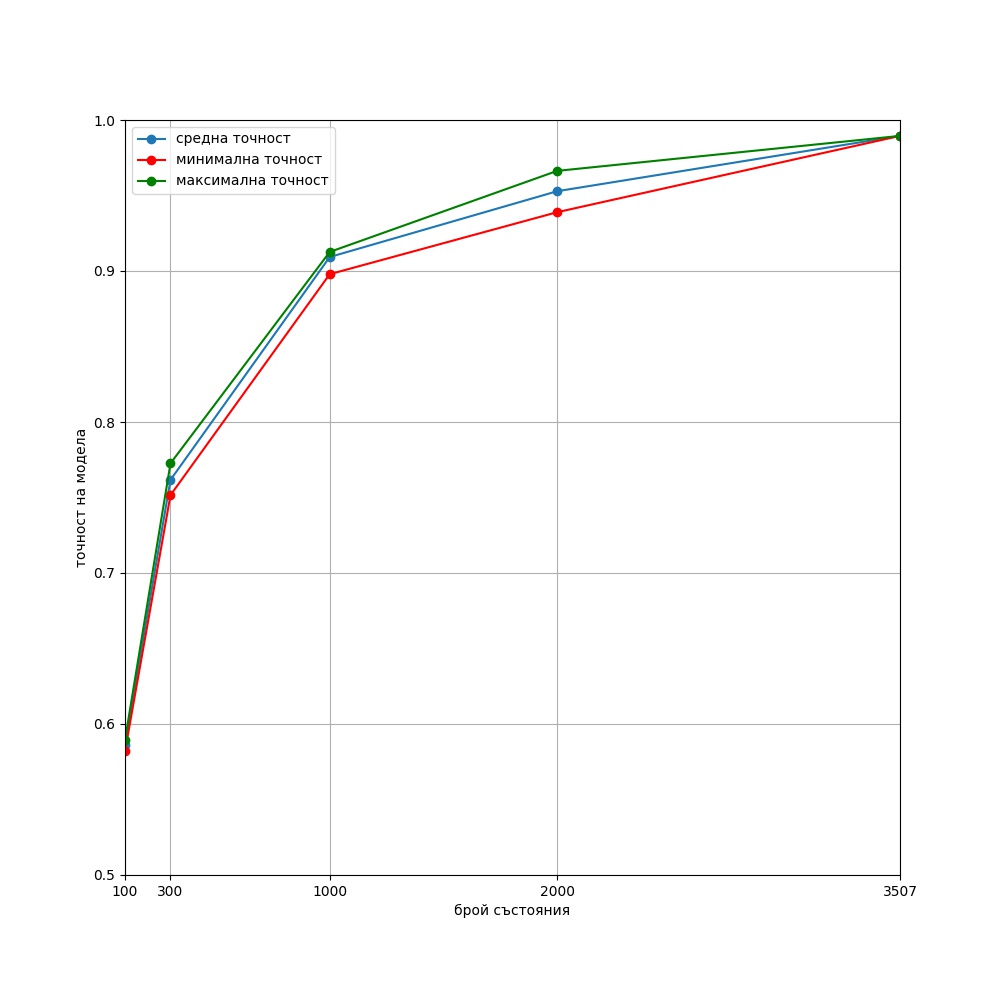 1.0
средна точност
минимална точност
максимална точност
0.9
0.8
точност на модела
0.7
0.6
0.5
100 300 1000 2000 3507
брой състояния